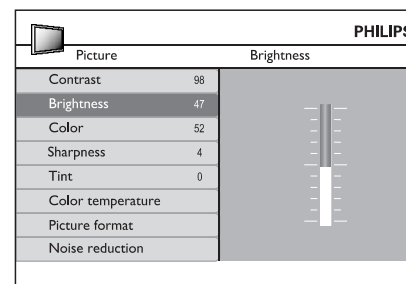 PHILIPS
Picture Brightness
Contrast 98
Brightness 47
Color 52
Sharpness 4
Tint 0
Color temperature
Picture format
Noise reduction